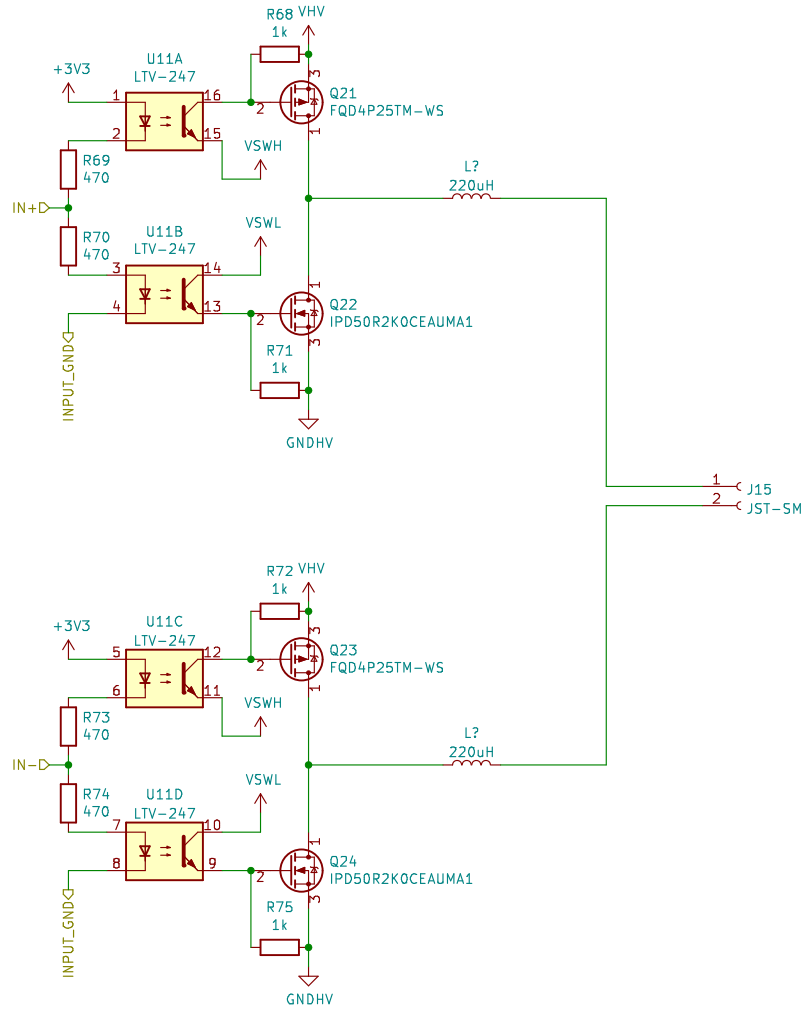 R68
1k
VHV
U11A
LTV-247
+3V3
1
16
2
15
3
2
1
Q21
FQD4P25TM-WS
VSWH
R69
470
IN+
L?
220uH
R70
470
U11B
LTV-247
VSWL
3
14
4
13
1
2
3
Q22
IPD50R2K0CEAUMA1
INPUT_GND
R71
1k
GNDHV
1
2
J15
JST-SM
R72
1k
VHV
U11C
LTV-247
+3V3
5
12
6
11
3
2
1
Q23
FQD4P25TM-WS
VSWH
R73
470
IN-
L?
220uH
R74
470
U11D
LTV-247
VSWL
7
10
8
9
1
2
3
Q24
IPD50R2K0CEAUMA1
INPUT_GND
R75
1k
GNDHV